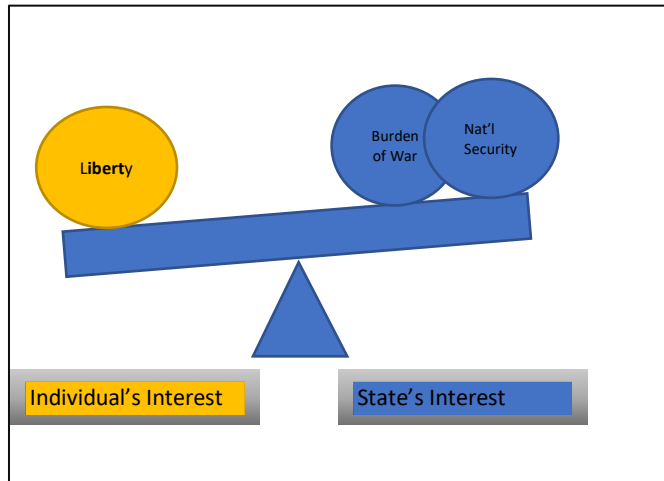 Liberty
Burden
of War
Nat'l
Security
Individual's Interest
State's Interest